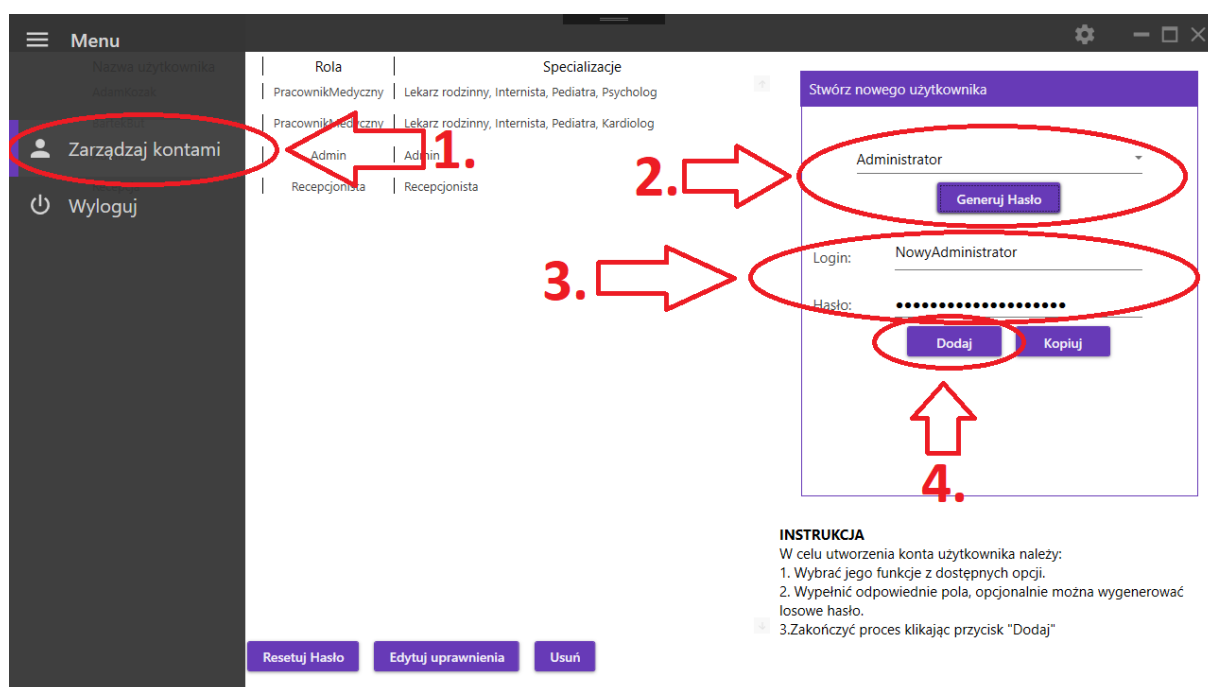 Menu
Nazwa użytkownika Rola Specializacje
AdamKozak PracownikMedyczny Lekarz rodzinny, Internista, Pediatra, Psycholog
PracownikMedyczny Lekarz rodzinny, Internista, Pediatra, Kardiolog
Admin Admin
Recepcjonista Recepcjonista
Zarządzaj kontami
Wyloguj
1.
2.
3.
4.
Stwórz nowego użytkownika
Administrator
Generuj Hasło
Login: NowyAdministrator
Hasło: ••••••••••••••••••••
Dodaj Kopiuj
INSTRUKCJA
W celu utworzenia konta użytkownika należy:
1. Wybrać jego funkcje z dostępnych opcji.
2. Wypełnić odpowiednie pola, opcjonalnie można wygenerować
losowe hasło.
3.Zakończyć proces klikając przycisk "Dodaj"
Resetuj Hasło Edytuj uprawnienia Usuń